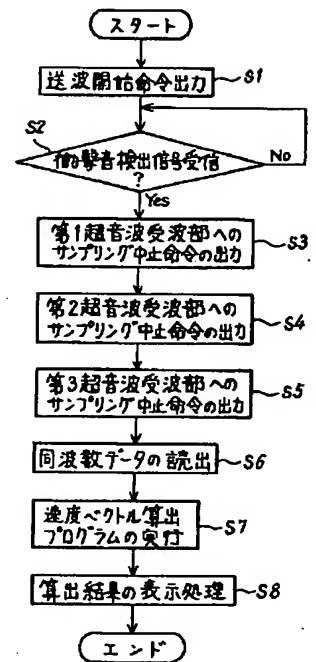 スタート
送波開始命令出力
S1
S2
衝撃音検出信号受信
?
No
Yes
第1超音波受波部への
サンプリング中止命令の出力
S3
第2超音波受波部への
サンプリング中止命令の出力
S4
第3超音波受波部への
サンプリング中止命令の出力
S5
周波数データの読出
S6
速度ベクトル算出
プログラムの実行
S7
算出結果の表示処理
S8
エンド